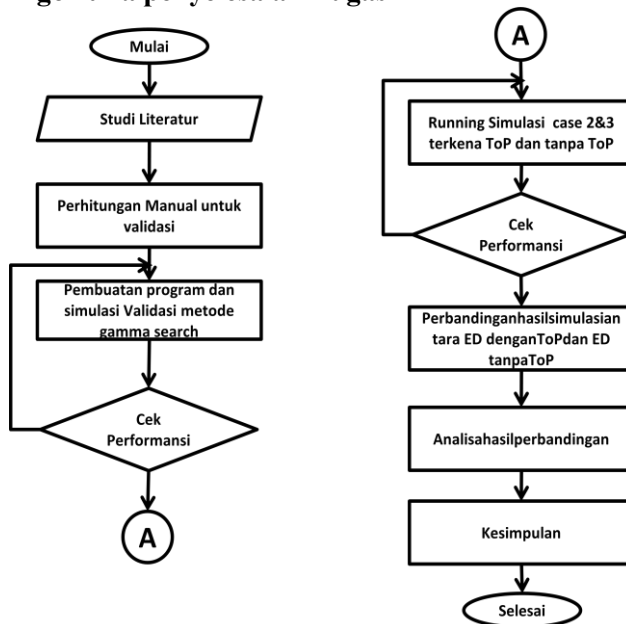 Mulai
Studi Literatur
Perhitungan Manual untuk
validasi
Pembuatan program dan
simulasi Validasi metode
gamma search
Cek
Performansi
A
A
Running Simulasi case 2&3
terkena ToP dan tanpa ToP
Cek
Performansi
Perbandinganhasilsimulasian
tara ED denganToPdan ED
tanpaToP
Analisahasilperbandingan
Kesimpulan
Selesai